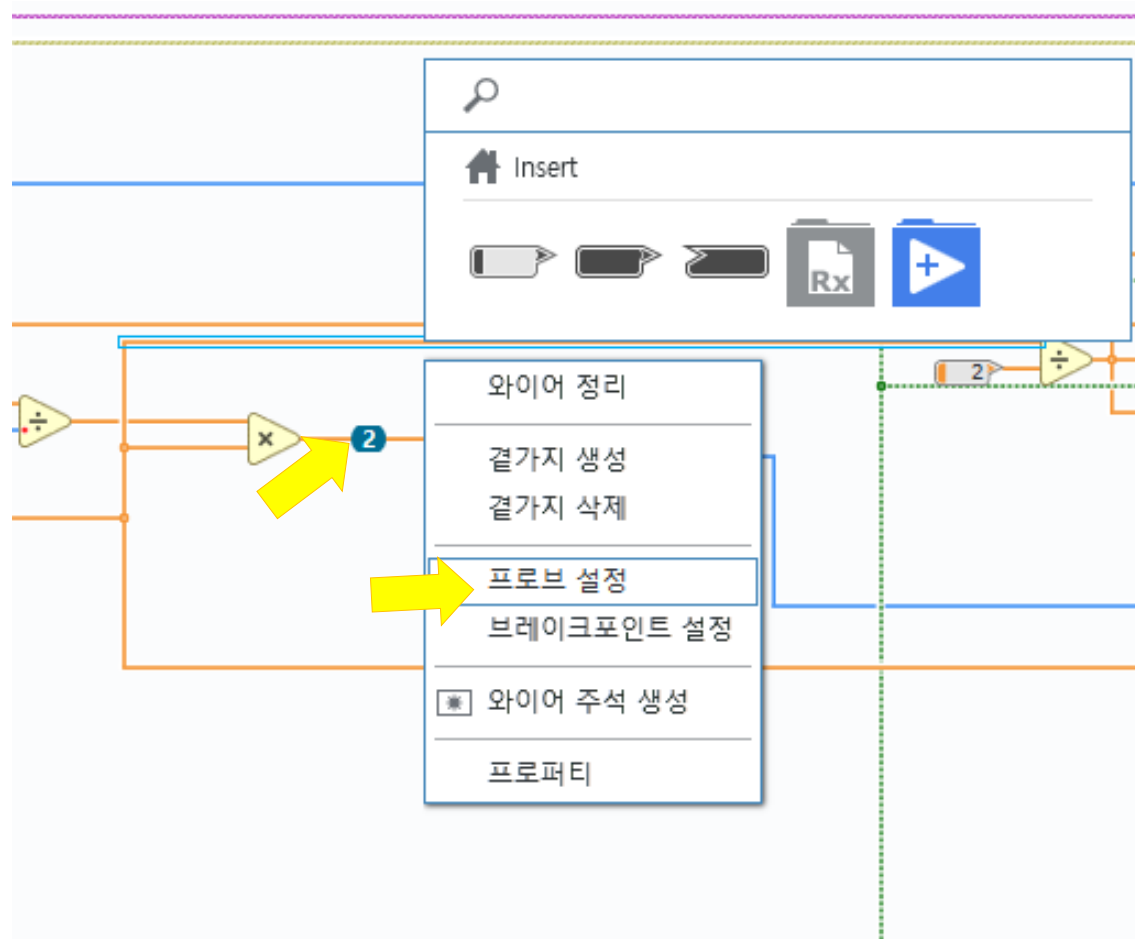 Insert
Rx
와이어 정리
2
2
곁가지 생성
곁가지 삭제
프로브 설정
브레이크포인트 설정
와이어 주석 생성
프로퍼티